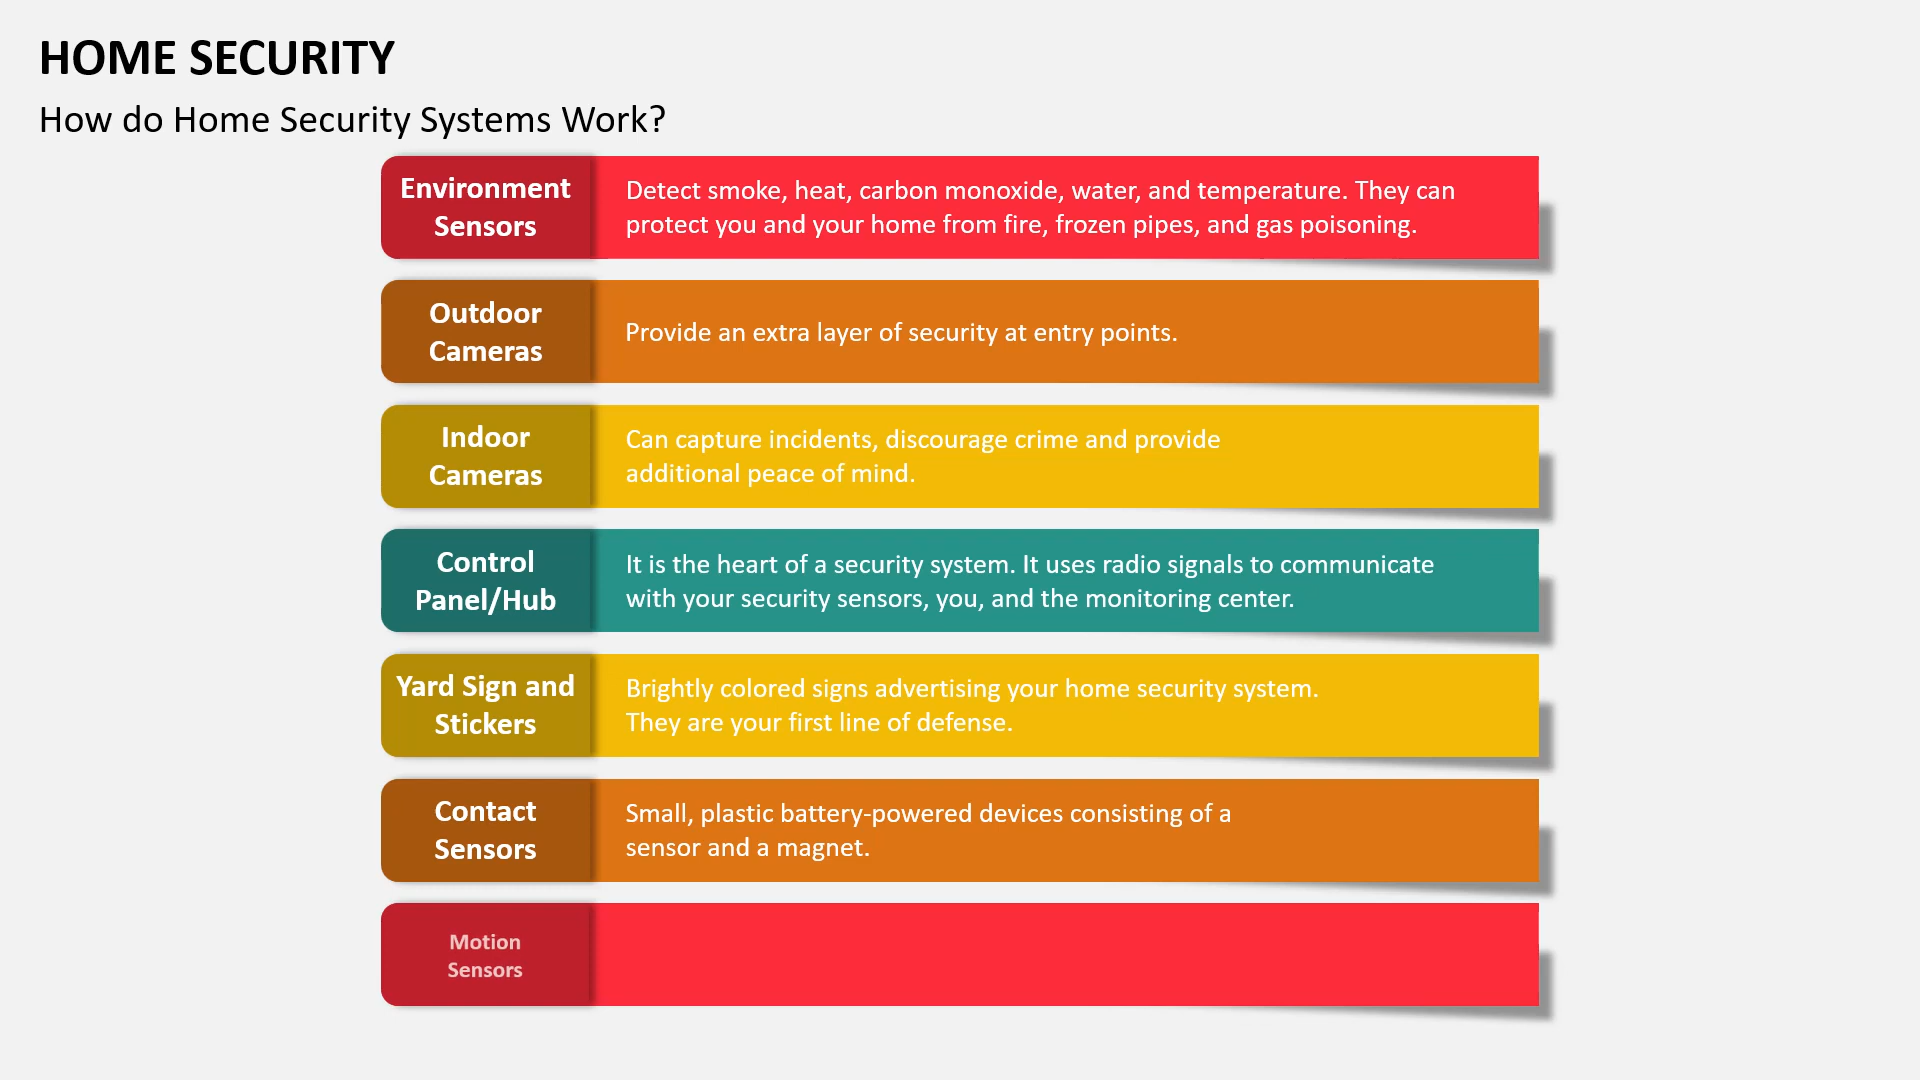 HOME SECURITY
How do Home Security Systems Work?
Environment
Sensors
Detect smoke, heat, carbon monoxide, water, and temperature. They can
protect you and your home from fire, frozen pipes, and gas poisoning.
Outdoor
Cameras
Provide an extra layer of security at entry points.
Indoor
Cameras
Can capture incidents, discourage crime and provide
additional peace of mind.
Control
Panel/Hub
It is the heart of a security system. It uses radio signals to communicate
with your security sensors, you, and the monitoring center.
Yard Sign and
Stickers
Brightly colored signs advertising your home security system.
They are your first line of defense.
Contact
Sensors
Small, plastic battery-powered devices consisting of a
sensor and a magnet.
Motion
Sensors